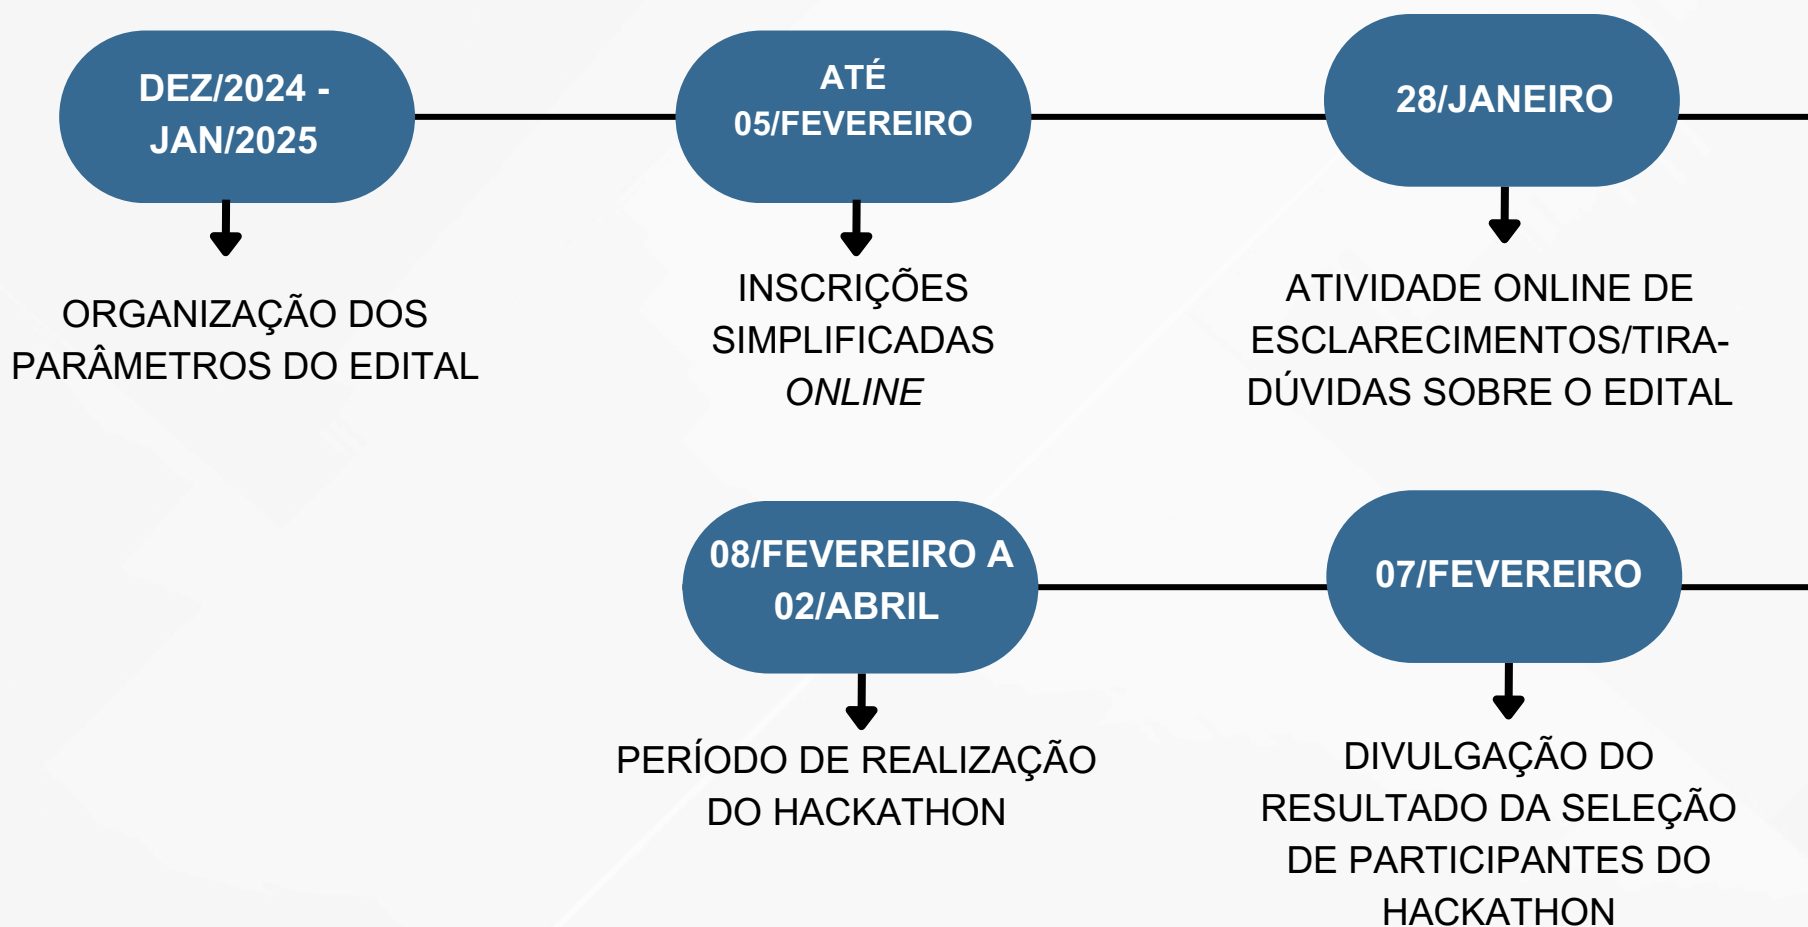 DEZ/2024 -
JAN/2025
ORGANIZAÇÃO DOS
PARÂMETROS DO EDITAL
ATÉ
05/FEVEREIRO
INSCRIÇÕES
SIMPLIFICADAS
ONLINE
28/JANEIRO
ATIVIDADE ONLINE DE
ESCLARECIMENTOS/TIRA-
DÚVIDAS SOBRE O EDITAL
08/FEVEREIRO A
02/ABRIL
PERÍODO DE REALIZAÇÃO
DO HACKATHON
07/FEVEREIRO
DIVULGAÇÃO DO
RESULTADO DA SELEÇÃO
DE PARTICIPANTES DO
HACKATHON